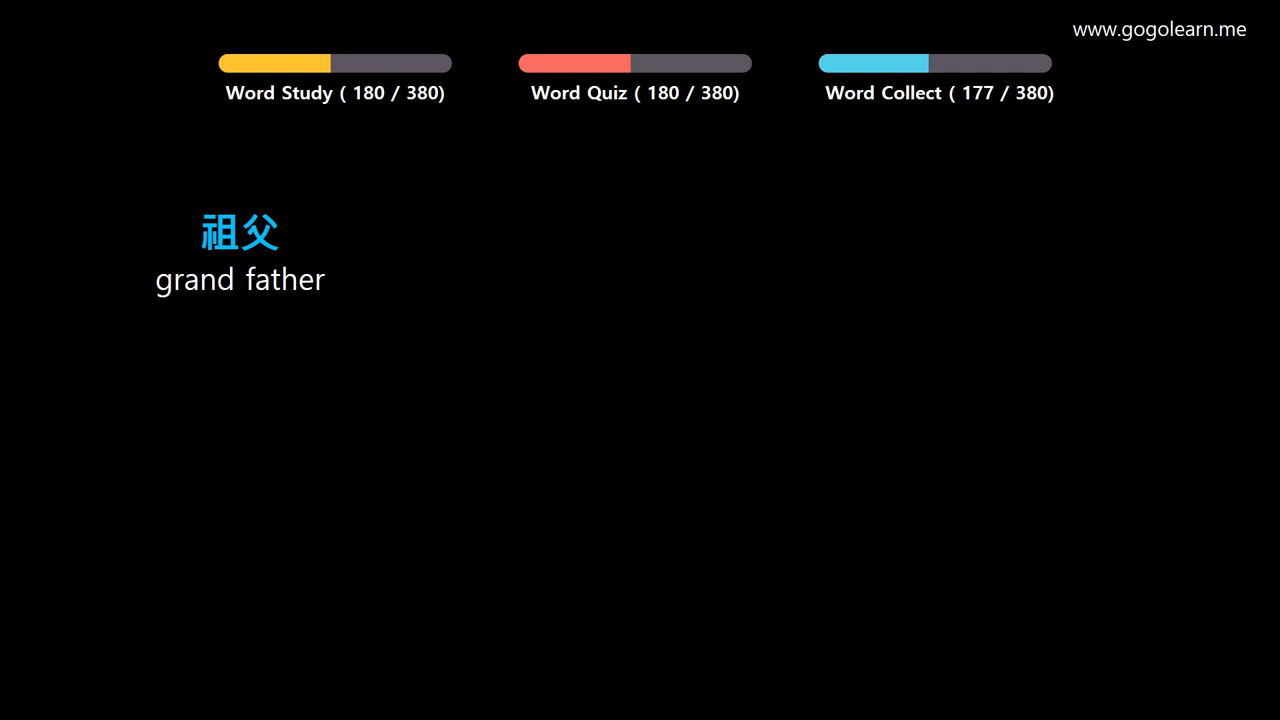 www.gogolearn.me
Word Study ( 180 / 380)
Word Quiz ( 180 / 380)
Word Collect ( 177 / 380)
祖父
grand father